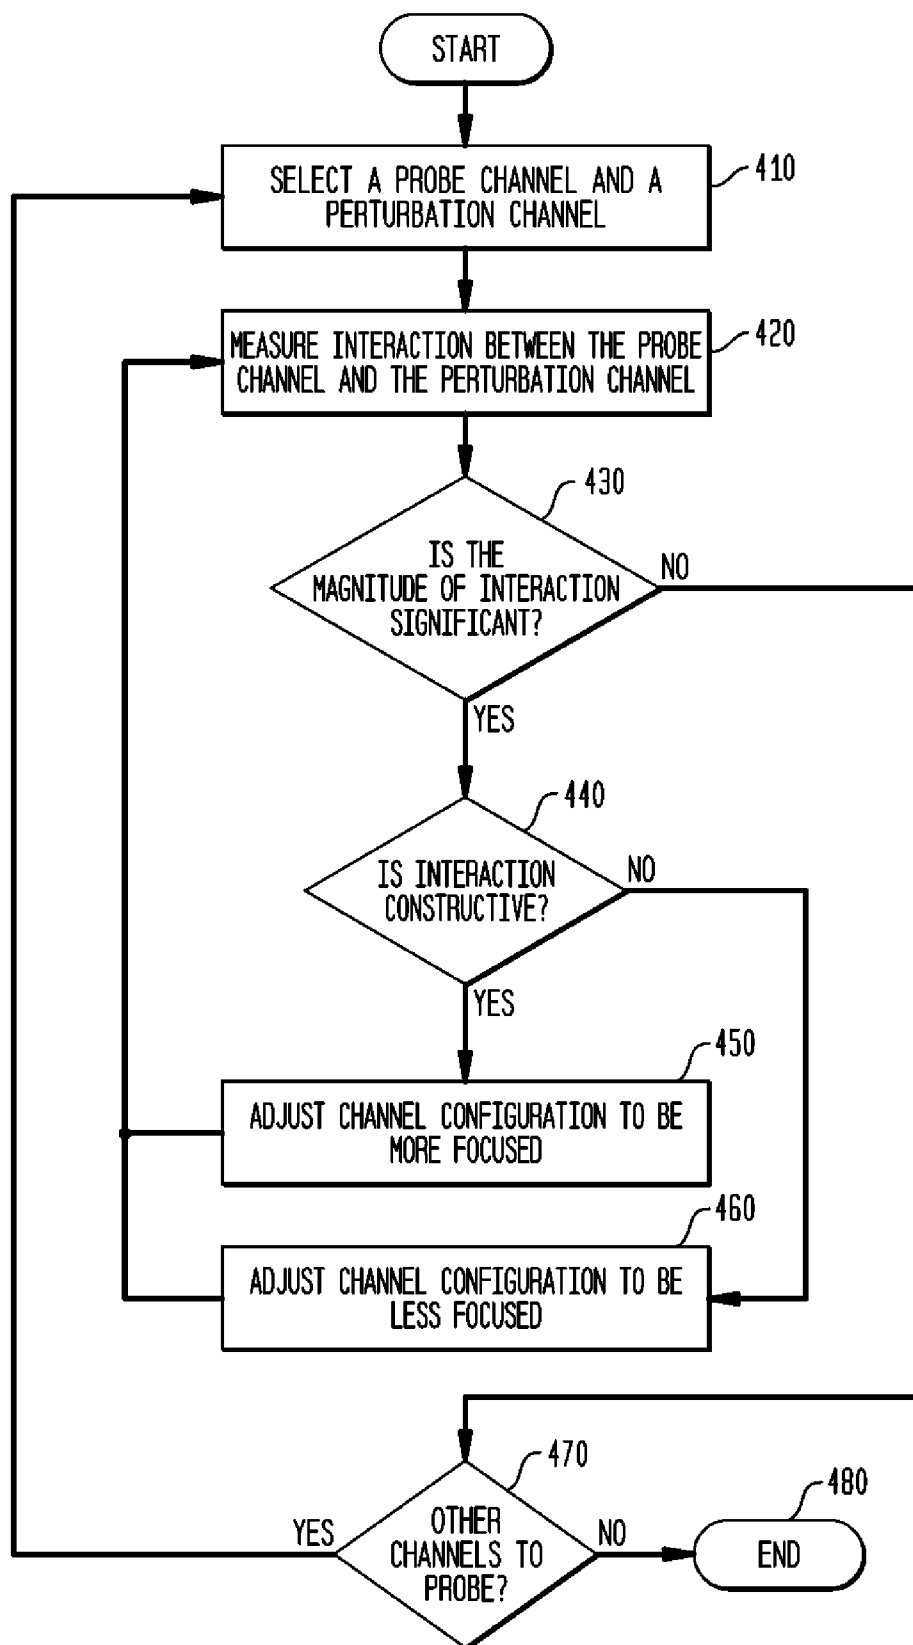 START
SELECT A PROBE CHANNEL AND A
PERTURBATION CHANNEL
410
MEASURE INTERACTION BETWEEN THE PROBE
CHANNEL AND THE PERTURBATION CHANNEL
420
430
IS THE
MAGNITUDE OF INTERACTION
SIGNIFICANT?
NO
YES
440
IS INTERACTION
CONSTRUCTIVE?
NO
YES
450
ADJUST CHANNEL CONFIGURATION TO BE
MORE FOCUSED
460
ADJUST CHANNEL CONFIGURATION TO BE
LESS FOCUSED
470
OTHER
CHANNELS TO
PROBE?
YES
NO
480
END